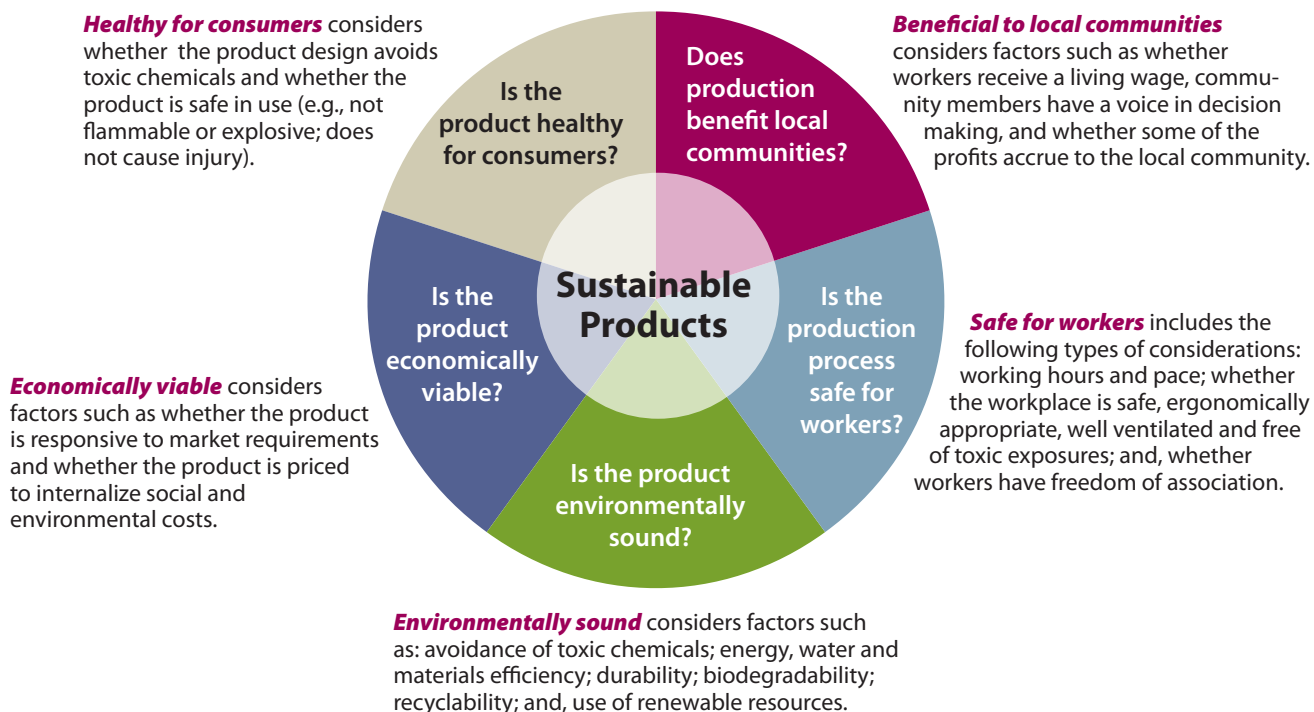 Healthy for consumers considers
whether the product design avoids
toxic chemicals and whether the
product is safe in use (e.g., not
flammable or explosive; does
not cause injury).
Is the
product healthy
for consumers?
Does
production
benefit local
communities?
Beneficial to local communities
considers factors such as whether
workers receive a living wage, commu-
nity members have a voice in decision
making, and whether some of the
profits accrue to the local community.
Sustainable
Products
Economically viable considers
factors such as whether the product
is responsive to market requirements
and whether the product is priced
to internalize social and
environmental costs.
Is the
product
economically
viable?
Is the
production
process
safe for
workers?
Safe for workers includes the
following types of considerations:
working hours and pace; whether
the workplace is safe, ergonomically
appropriate, well ventilated and free
of toxic exposures; and, whether
workers have freedom of association.
Is the product
environmentally
sound?
Environmentally sound considers factors such
as: avoidance of toxic chemicals; energy, water and
materials efficiency; durability; biodegradability;
recyclability; and, use of renewable resources.